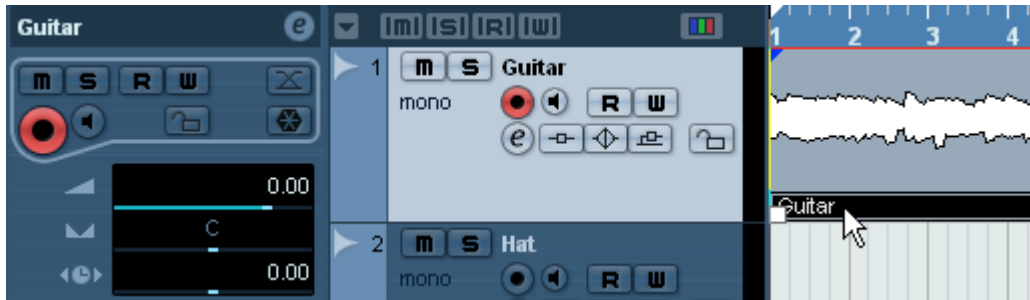 Guitar e
m S R W
0.00
C
0.00
m S R W
1 m S Guitar
mono R W
e
2 m S Hat
mono R W
1 2 3 4
Guitar